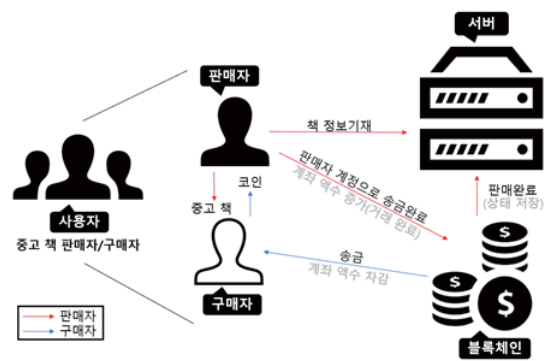 서버
판매자
책 정보기재
판매자 계정으로 송금완료
계좌 액수 증가(거래 완료)
코인
중고 책
판매완료
(상태 저장)
사용자
중고 책 판매자/구매자
송금
계좌 액수 차감
구매자
판매자
구매자
블록체인